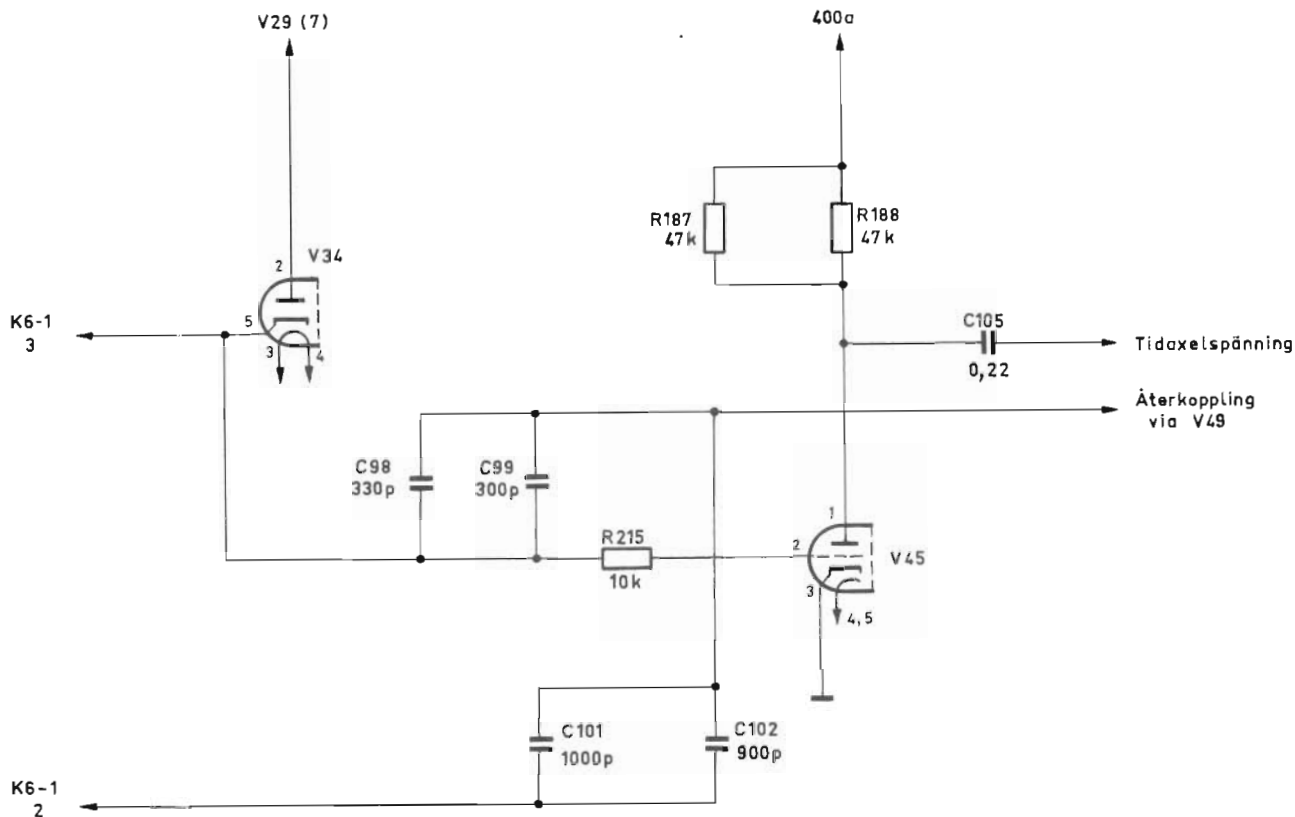 V29 (7)
400a
R187
47k
R188
47k
V34
2
5
3
4
K6-1
3
C105
0,22
Tidaxelspänning
Återkoppling
via V49
C98
330p
C99
300p
R215
10k
1
2
3
V45
4,5
C101
1000p
C102
900p
K6-1
2